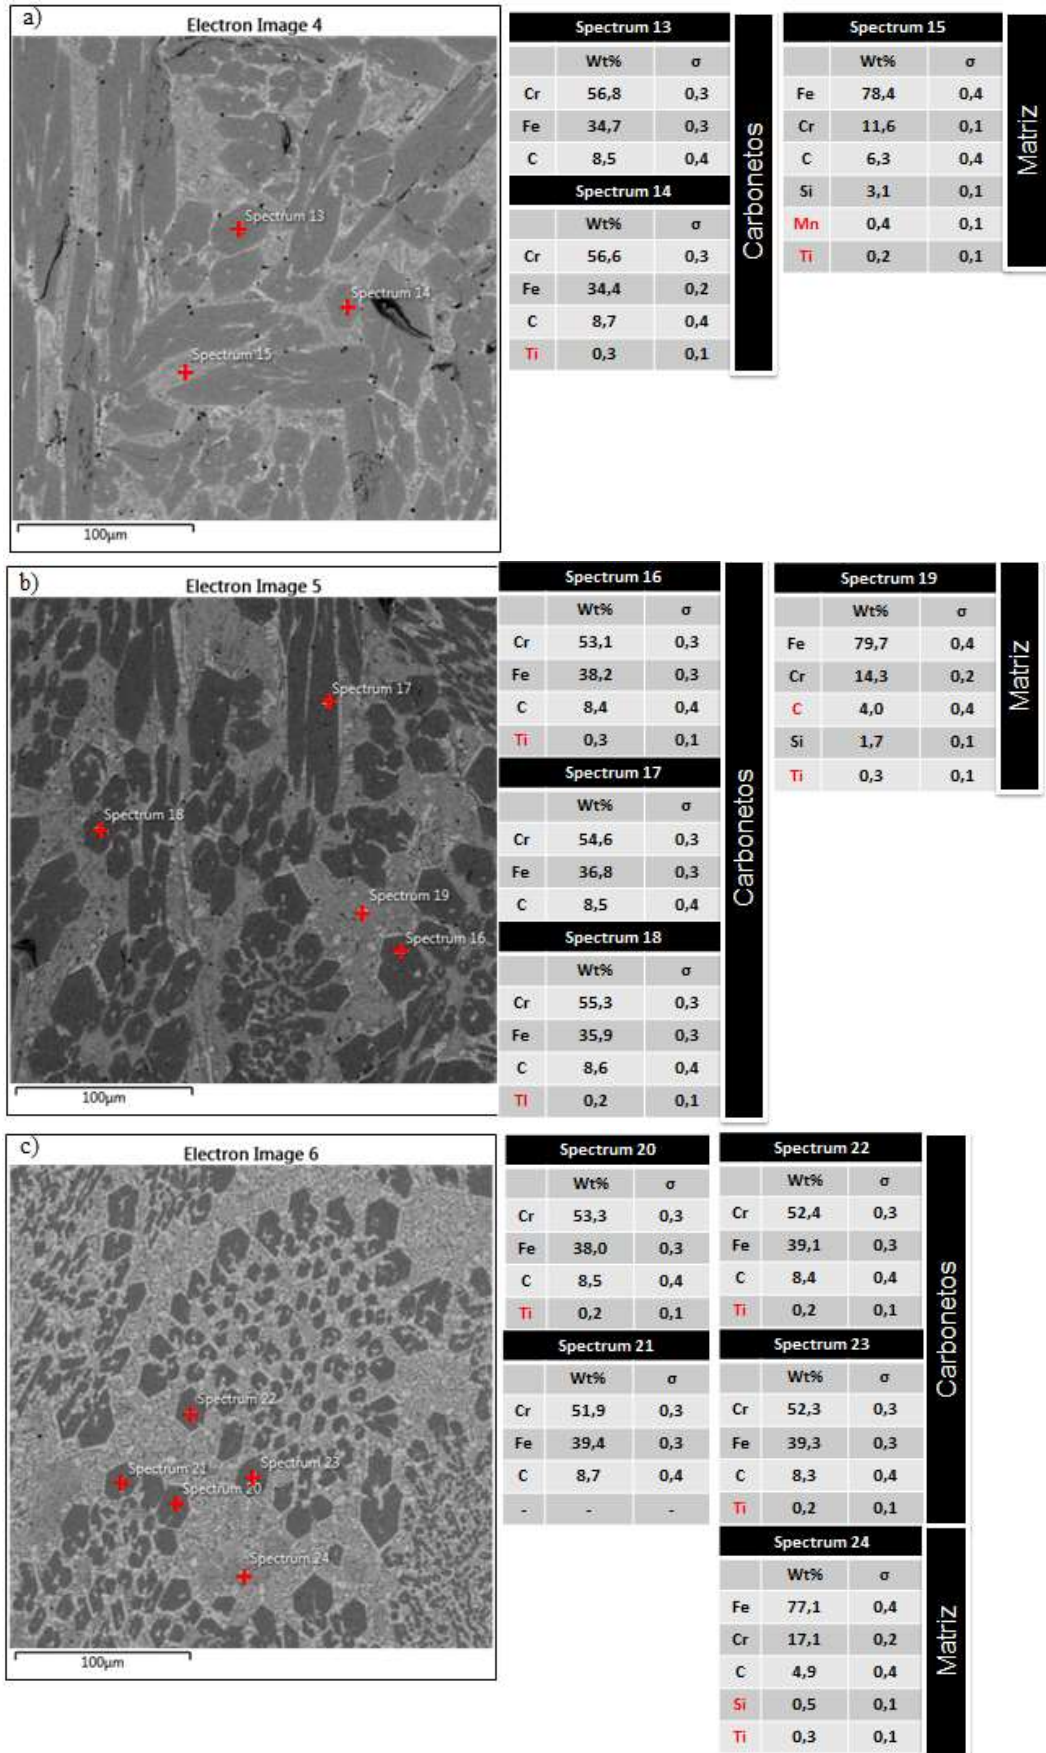 a)
Electron Image 4
Spectrum 13
Spectrum 14
Spectrum 15
100µm
Spectrum 13
Wt% σ
Cr 56,8 0,3
Fe 34,7 0,3
C 8,5 0,4
Spectrum 14
Wt% σ
Cr 56,6 0,3
Fe 34,4 0,2
C 8,7 0,4
Ti 0,3 0,1
Carbonetos
Spectrum 15
Wt% σ
Fe 78,4 0,4
Cr 11,6 0,1
C 6,3 0,4
Si 3,1 0,1
Mn 0,4 0,1
Ti 0,2 0,1
Matriz
b)
Electron Image 5
Spectrum 17
Spectrum 18
Spectrum 19
Spectrum 16
100µm
Spectrum 16
Wt% σ
Cr 53,1 0,3
Fe 38,2 0,3
C 8,4 0,4
Ti 0,3 0,1
Spectrum 17
Wt% σ
Cr 54,6 0,3
Fe 36,8 0,3
C 8,5 0,4
Spectrum 18
Wt% σ
Cr 55,3 0,3
Fe 35,9 0,3
C 8,6 0,4
TI 0,2 0,1
Carbonetos
Spectrum 19
Wt% σ
Fe 79,7 0,4
Cr 14,3 0,2
C 4,0 0,4
Si 1,7 0,1
Ti 0,3 0,1
Matriz
c)
Electron Image 6
Spectrum 22
Spectrum 21
Spectrum 23
Spectrum 20
Spectrum 24
100µm
Spectrum 20
Wt% σ
Cr 53,3 0,3
Fe 38,0 0,3
C 8,5 0,4
Ti 0,2 0,1
Spectrum 21
Wt% σ
Cr 51,9 0,3
Fe 39,4 0,3
C 8,7 0,4
- - -
Spectrum 22
Wt% σ
Cr 52,4 0,3
Fe 39,1 0,3
C 8,4 0,4
Ti 0,2 0,1
Spectrum 23
Wt% σ
Cr 52,3 0,3
Fe 39,3 0,3
C 8,3 0,4
Ti 0,2 0,1
Carbonetos
Spectrum 24
Wt% σ
Fe 77,1 0,4
Cr 17,1 0,2
C 4,9 0,4
Si 0,5 0,1
Ti 0,3 0,1
Matriz